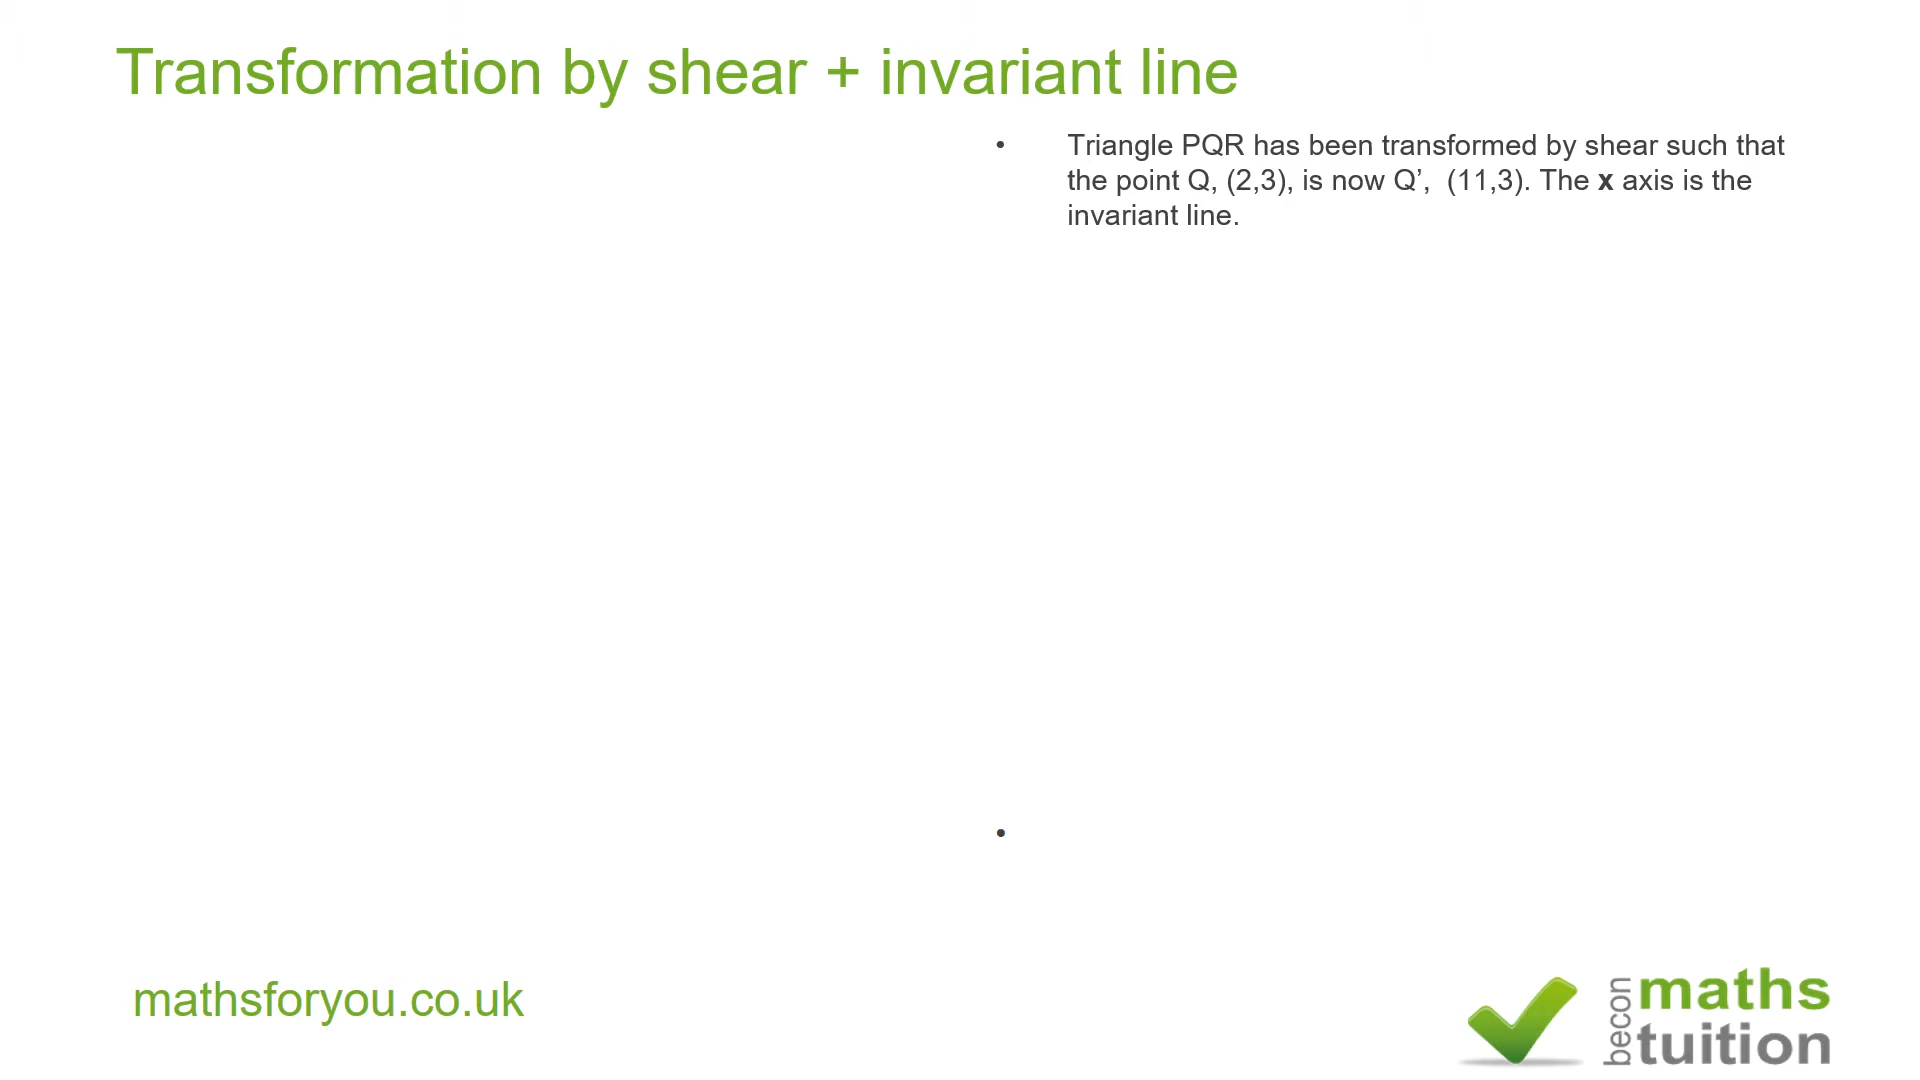 Transformation by shear + invariant line
• Triangle PQR has been transformed by shear such that
the point Q, (2,3), is now Q’,  (11,3). The x axis is the
invariant line.
•
mathsforyou.co.uk
becon
maths
tuition